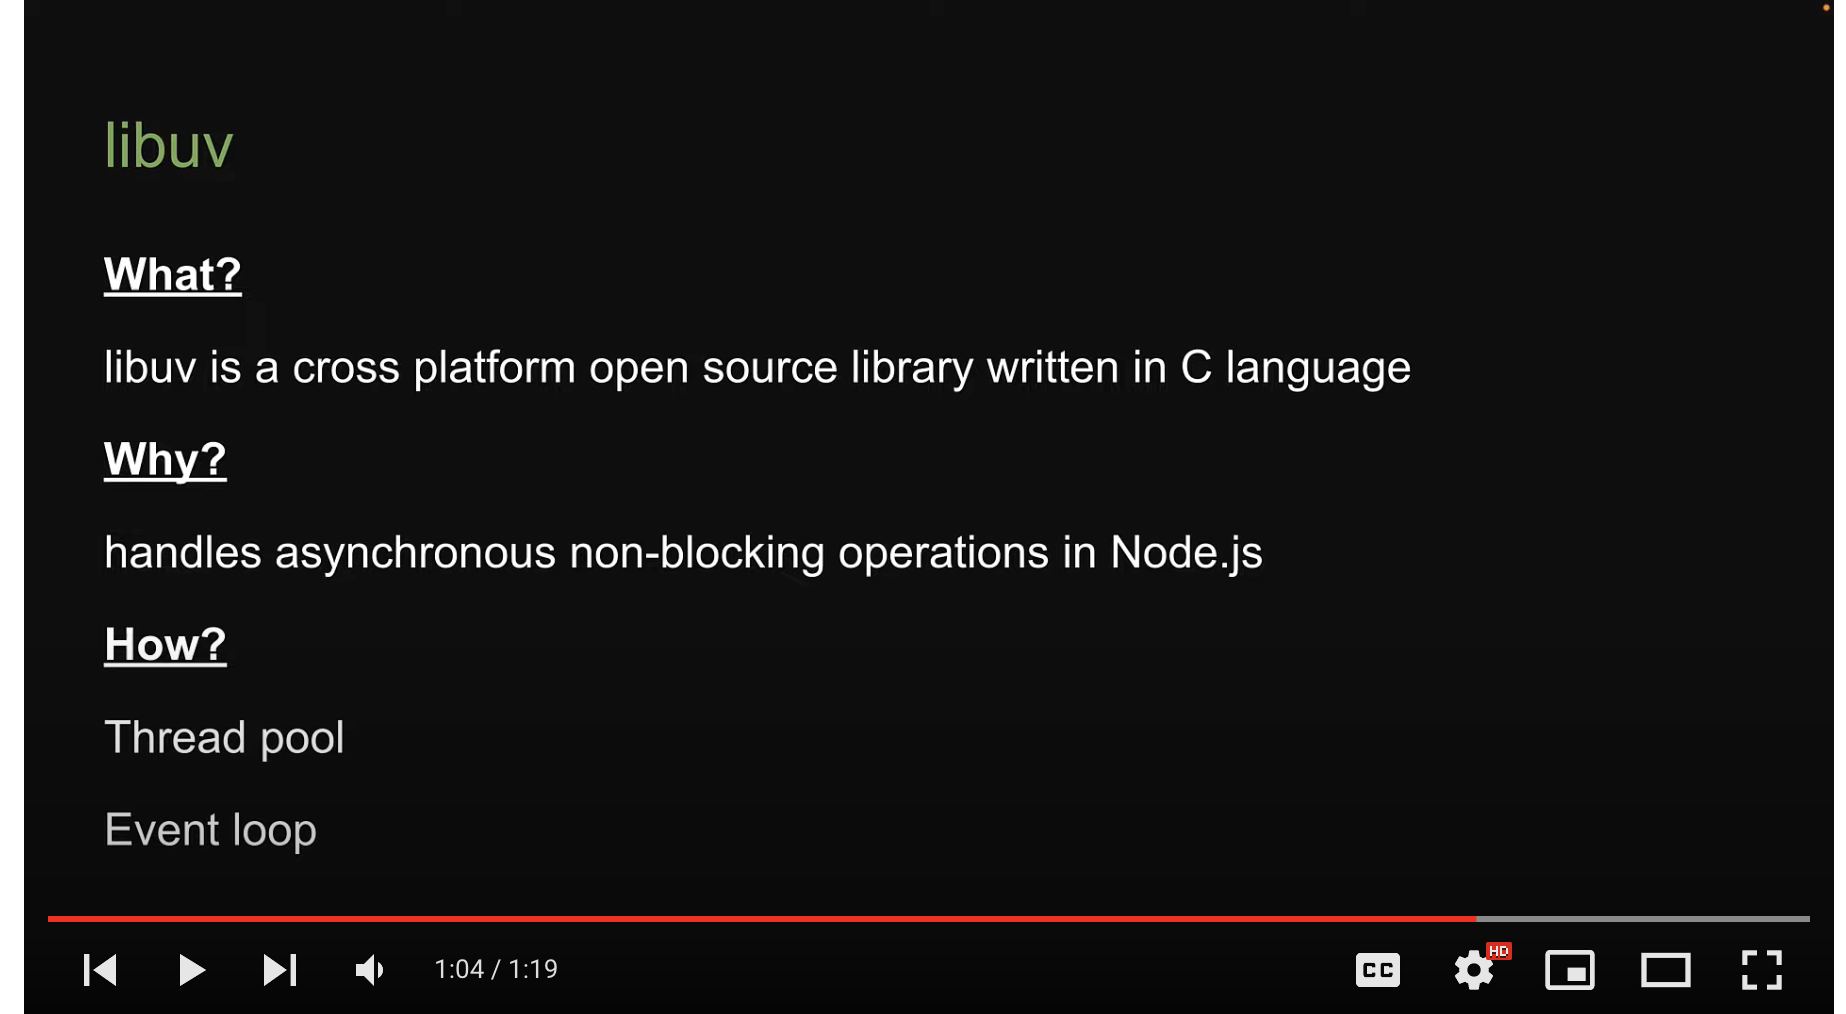 libuv
What?
libuv is a cross platform open source library written in C language
Why?
handles asynchronous non-blocking operations in Node.js
How?
Thread pool
Event loop
1:04 / 1:19
CC
HD